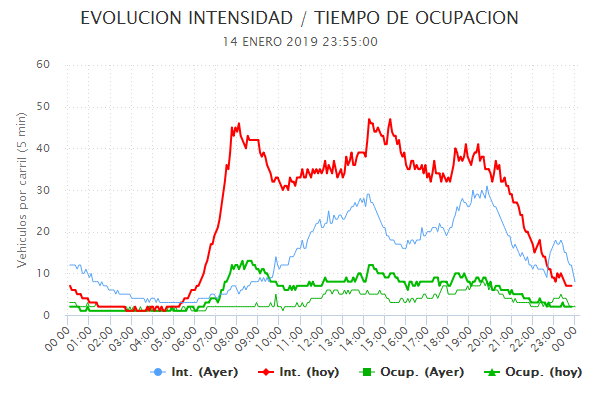 EVOLUCION INTENSIDAD / TIEMPO DE OCUPACION
14 ENERO 2019 23:55:00
Vehículos por carril (5 min)
60
50
40
30
20
10
0
00:00 01:00 02:00 03:00 04:00 05:00 06:00 07:00 08:00 09:00 10:00 11:00 12:00 13:00 14:00 15:00 16:00 17:00 18:00 19:00 20:00 21:00 22:00 23:00 00:00
Int. (Ayer) Int. (hoy) Ocup. (Ayer) Ocup. (hoy)